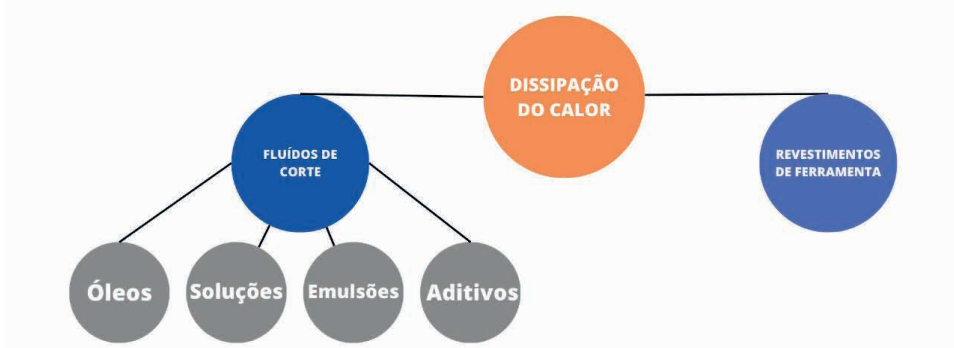 DISSIPAÇÃO
DO CALOR
FLUÍDOS DE
CORTE
REVESTIMENTOS
DE FERRAMENTA
Óleos
Soluções
Emulsões
Aditivos